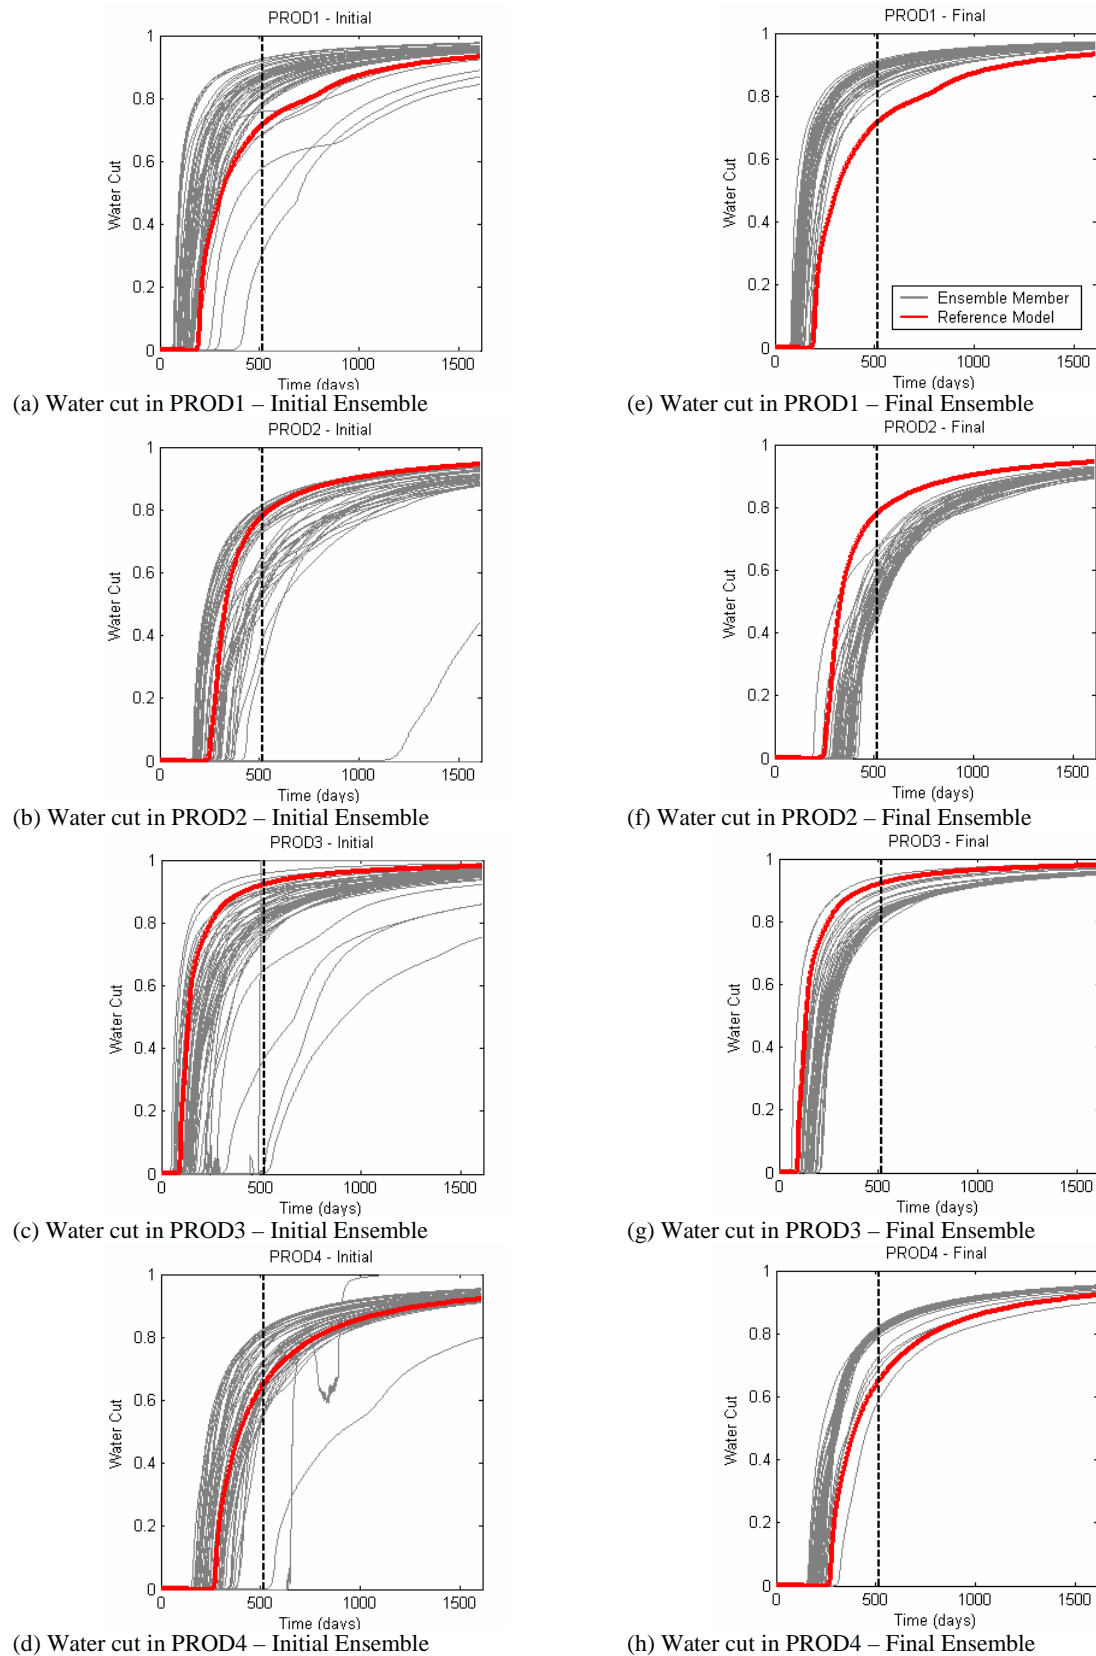 PROD1 - Initial
1
0.8
0.6
0.4
0.2
0
Water Cut
0 500 1000 1500
Time (days)
(a) Water cut in PROD1 – Initial Ensemble
PROD1 - Final
1
0.8
0.6
0.4
0.2
0
Water Cut
Ensemble Member
Reference Model
0 500 1000 1500
Time (days)
(e) Water cut in PROD1 – Final Ensemble
PROD2 - Initial
1
0.8
0.6
0.4
0.2
0
Water Cut
0 500 1000 1500
Time (days)
(b) Water cut in PROD2 – Initial Ensemble
PROD2 - Final
1
0.8
0.6
0.4
0.2
0
Water Cut
0 500 1000 1500
Time (days)
(f) Water cut in PROD2 – Final Ensemble
PROD3 - Initial
1
0.8
0.6
0.4
0.2
0
Water Cut
0 500 1000 1500
Time (days)
(c) Water cut in PROD3 – Initial Ensemble
PROD3 - Final
1
0.8
0.6
0.4
0.2
0
Water Cut
0 500 1000 1500
Time (days)
(g) Water cut in PROD3 – Final Ensemble
PROD4 - Initial
1
0.8
0.6
0.4
0.2
0
Water Cut
0 500 1000 1500
Time (days)
(d) Water cut in PROD4 – Initial Ensemble
PROD4 - Final
1
0.8
0.6
0.4
0.2
0
Water Cut
0 500 1000 1500
Time (days)
(h) Water cut in PROD4 – Final Ensemble